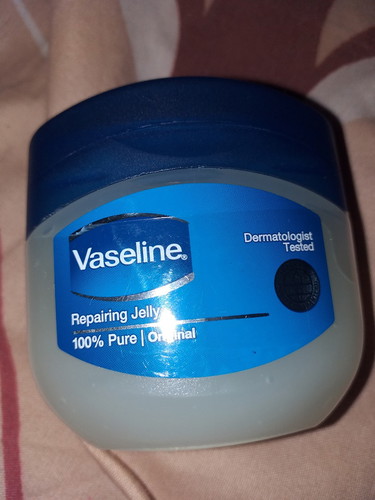 Vaseline®
Dermatologist
Tested
Repairing Jelly
100% Pure | Original